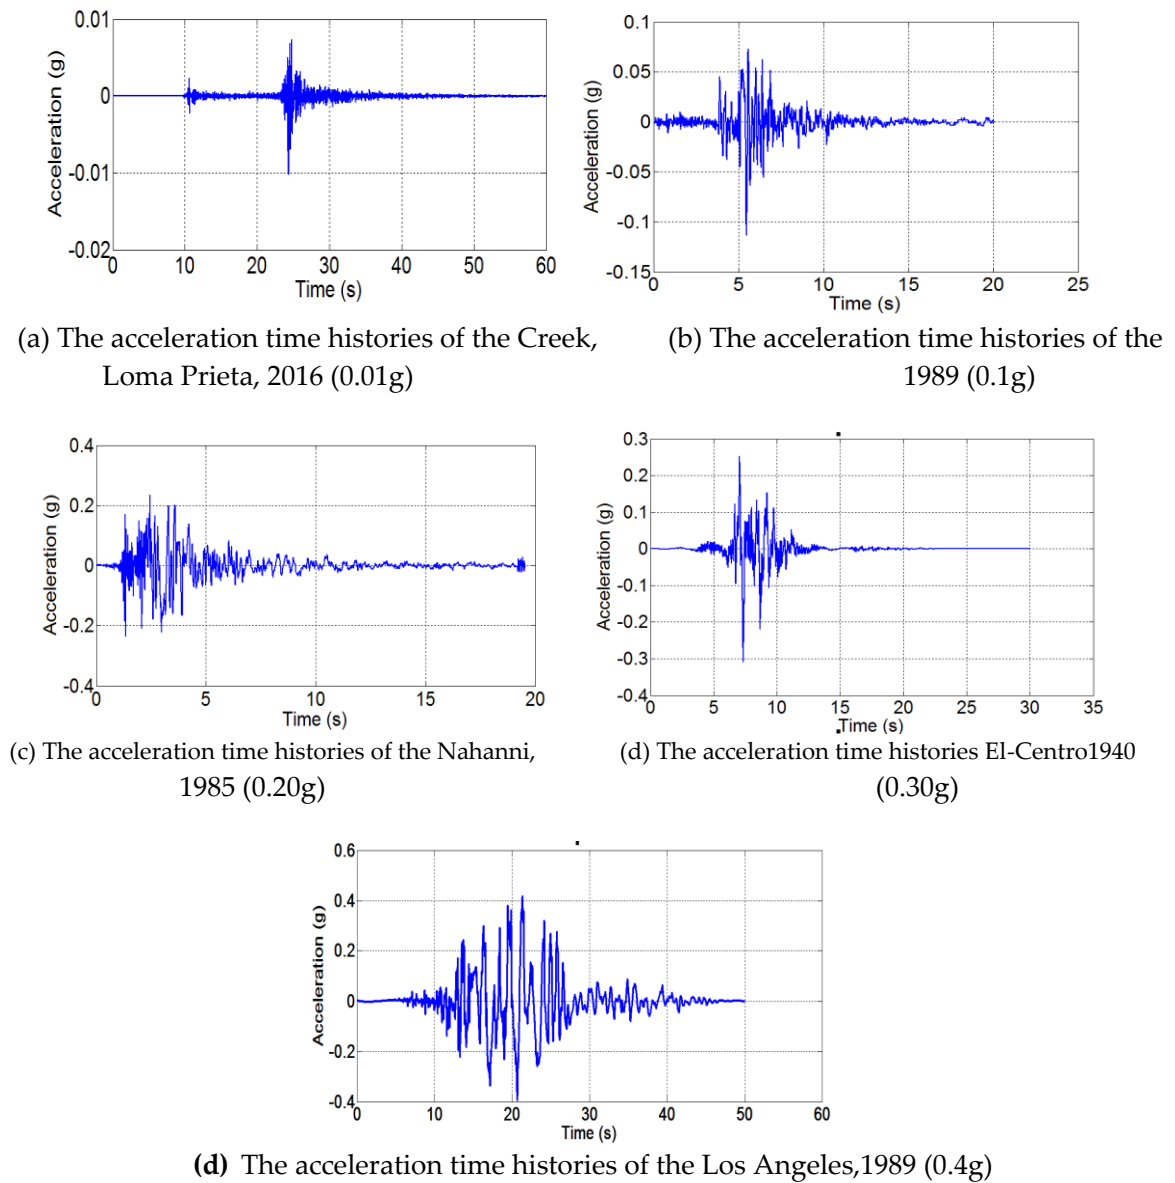 0.01
0
-0.01
-0.02
0 10 20 30 40 50 60
Acceleration (g)
Time (s)
0.1
0.05
0
-0.05
-0.1
-0.15
0 5 10 15 20 25
Acceleration (g)
Time (s)
(a) The acceleration time histories of the Creek,
Loma Prieta, 2016 (0.01g)
(b) The acceleration time histories of the
1989 (0.1g)
0.4
0.2
0
-0.2
-0.4
0 5 10 15 20
Acceleration (g)
Time (s)
0.3
0.2
0.1
0
-0.1
-0.2
-0.3
-0.4
0 5 10 15 20 25 30 35
Acceleration (g)
Time (s)
(c) The acceleration time histories of the Nahanni,
1985 (0.20g)
(d) The acceleration time histories El-Centro1940
(0.30g)
0.6
0.4
0.2
0
-0.2
-0.4
0 10 20 30 40 50 60
Acceleration (g)
Time (s)
(d) The acceleration time histories of the Los Angeles,1989 (0.4g)